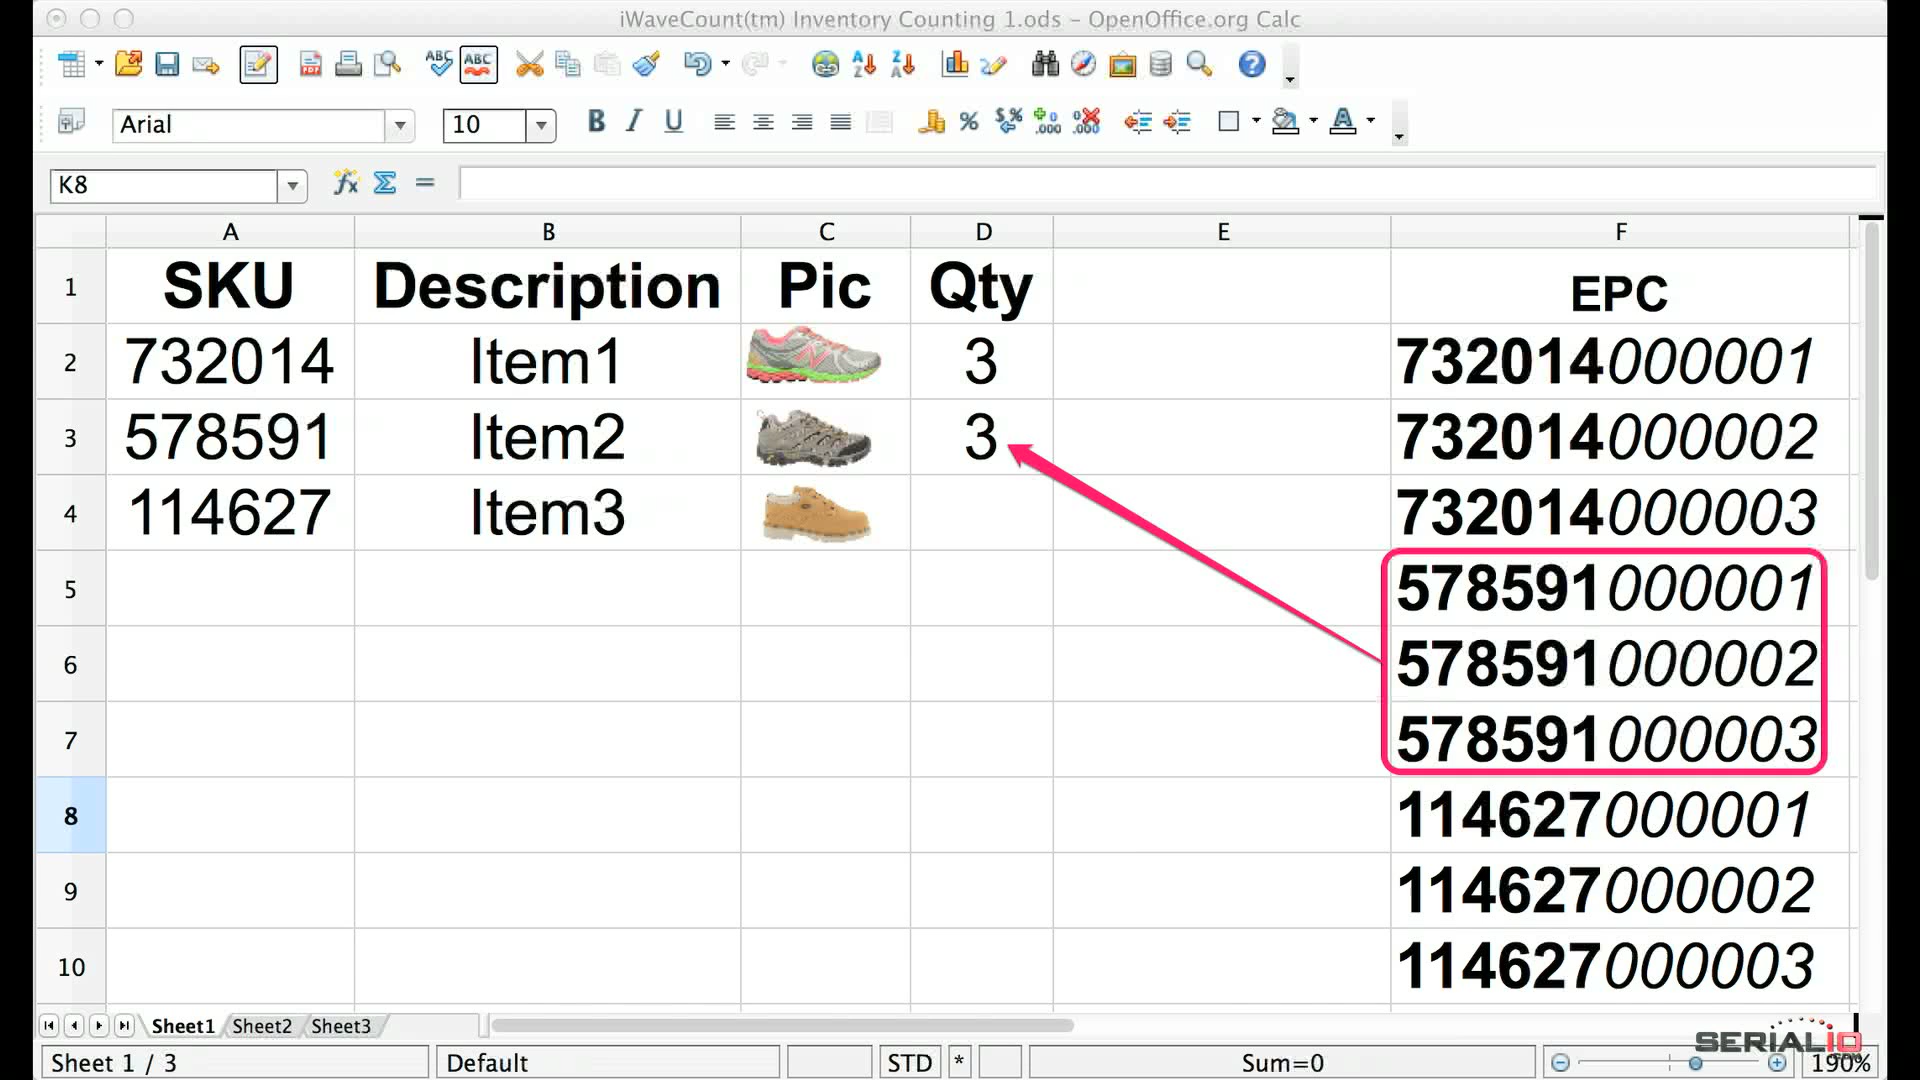 iWaveCount(tm) Inventory Counting 1.ods - OpenOffice.org Calc
Arial 10
K8
A B C D E F
1 SKU Description Pic Qty EPC
2 732014 Item1 3 732014000001
3 578591 Item2 3 732014000002
4 114627 Item3 732014000003
5 578591000001
6 578591000002
7 578591000003
8 114627000001
9 114627000002
10 114627000003
Sheet1 Sheet2 Sheet3
Sheet 1 / 3 Default STD * Sum=0 190%
SERIALIO